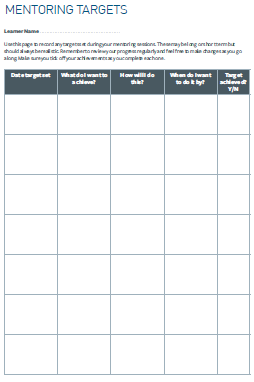 MENTORING TARGETS
Learner Name
Use this page to record any targets set during your mentoring sessions. These may be long or short term but
should always be realistic. Remember to review your progress regularly and feel free to make changes as you go
along. Make sure you tick off your achievements as you complete each one.
Date target set
What do I want to
achieve?
How will I do
this?
When do I want
to do it by?
Target
achieved?
Y/N